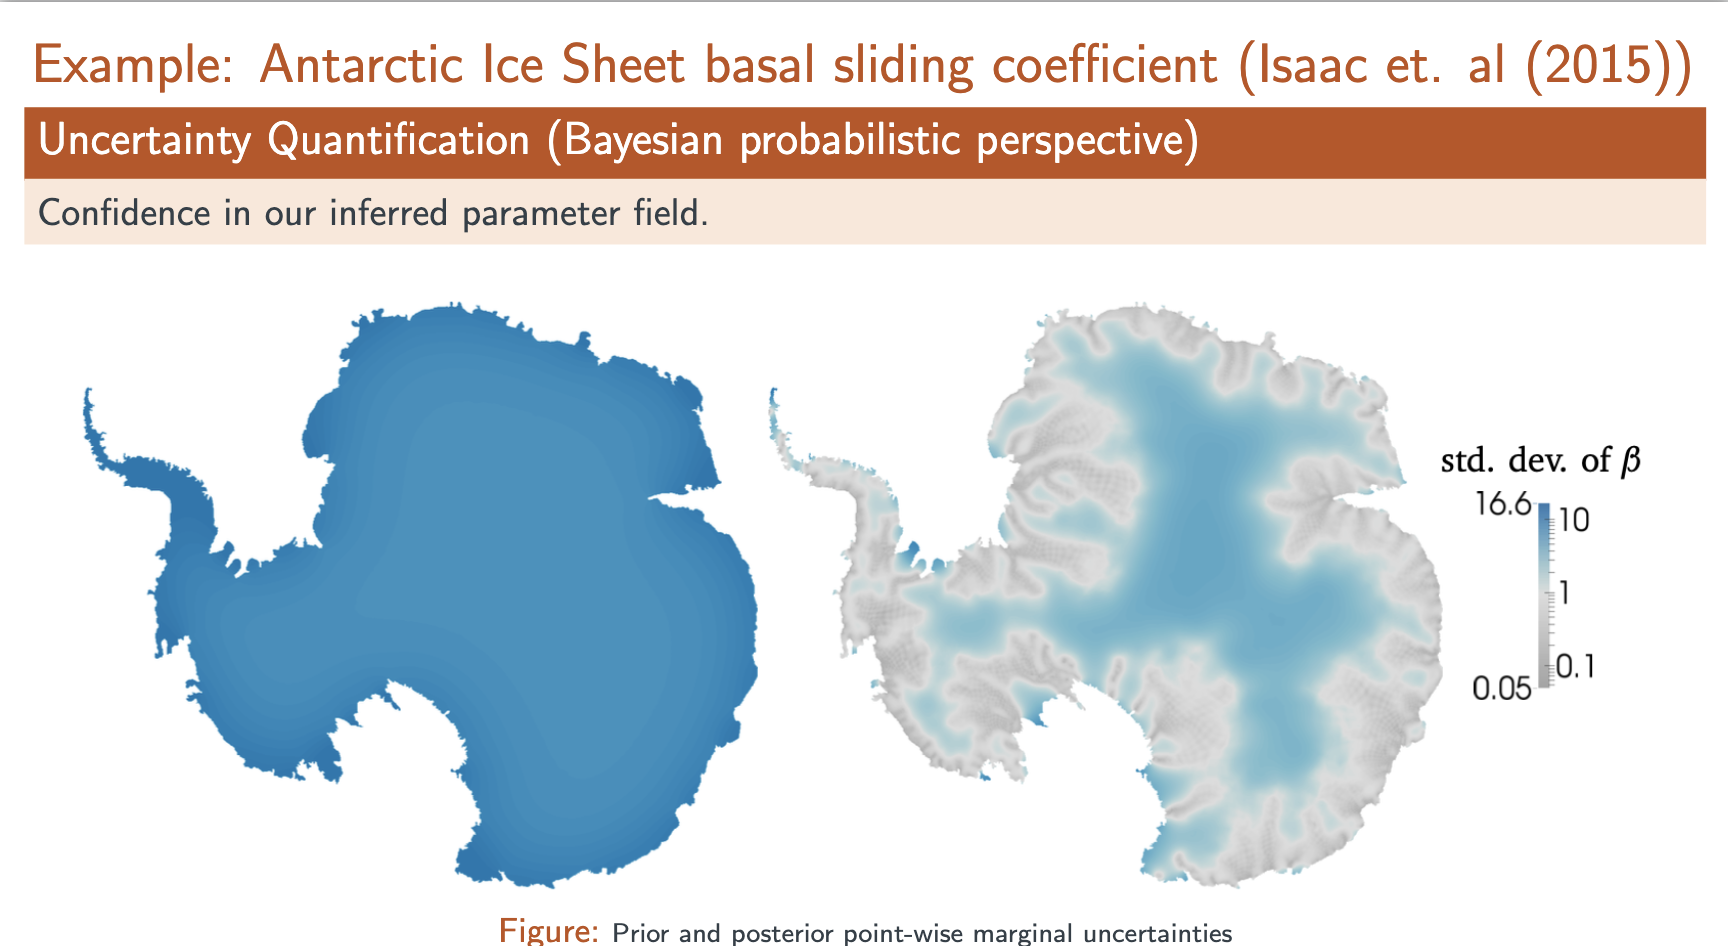 Example: Antarctic Ice Sheet basal sliding coefficient (Isaac et. al (2015))
Uncertainty Quantification (Bayesian probabilistic perspective)
Confidence in our inferred parameter field.
std. dev. of β
16.6
10
1
0.1
0.05
Figure: Prior and posterior point-wise marginal uncertainties